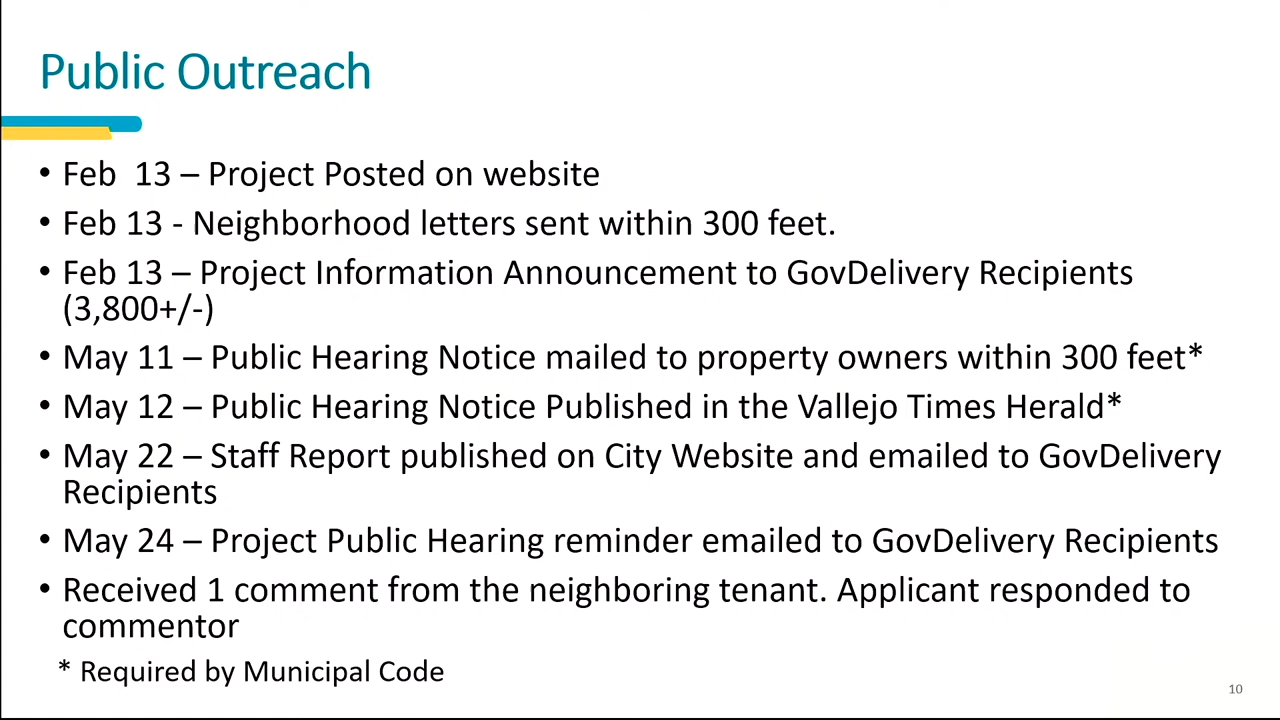 Public Outreach
• Feb  13 – Project Posted on website
• Feb 13 - Neighborhood letters sent within 300 feet.
• Feb 13 – Project Information Announcement to GovDelivery Recipients
(3,800+/-)
• May 11 – Public Hearing Notice mailed to property owners within 300 feet*
• May 12 – Public Hearing Notice Published in the Vallejo Times Herald*
• May 22 – Staff Report published on City Website and emailed to GovDelivery
Recipients
• May 24 – Project Public Hearing reminder emailed to GovDelivery Recipients
• Received 1 comment from the neighboring tenant. Applicant responded to
commentor
* Required by Municipal Code
10